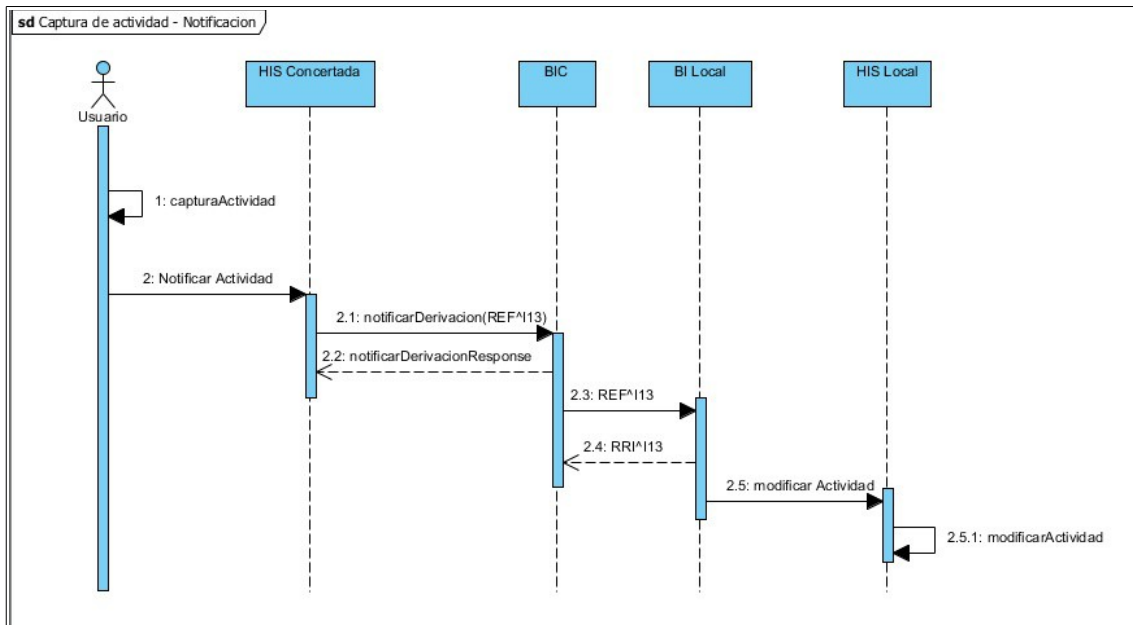 sd Captura de actividad - Notificacion
HIS Concertada
BIC
BI Local
HIS Local
Usuario
1: capturaActividad
2: Notificar Actividad
2.1: notificarDerivacion(REF^I13)
2.2: notificarDerivacionResponse
2.3: REF^I13
2.4: RRI^I13
2.5: modificar Actividad
2.5.1: modificarActividad